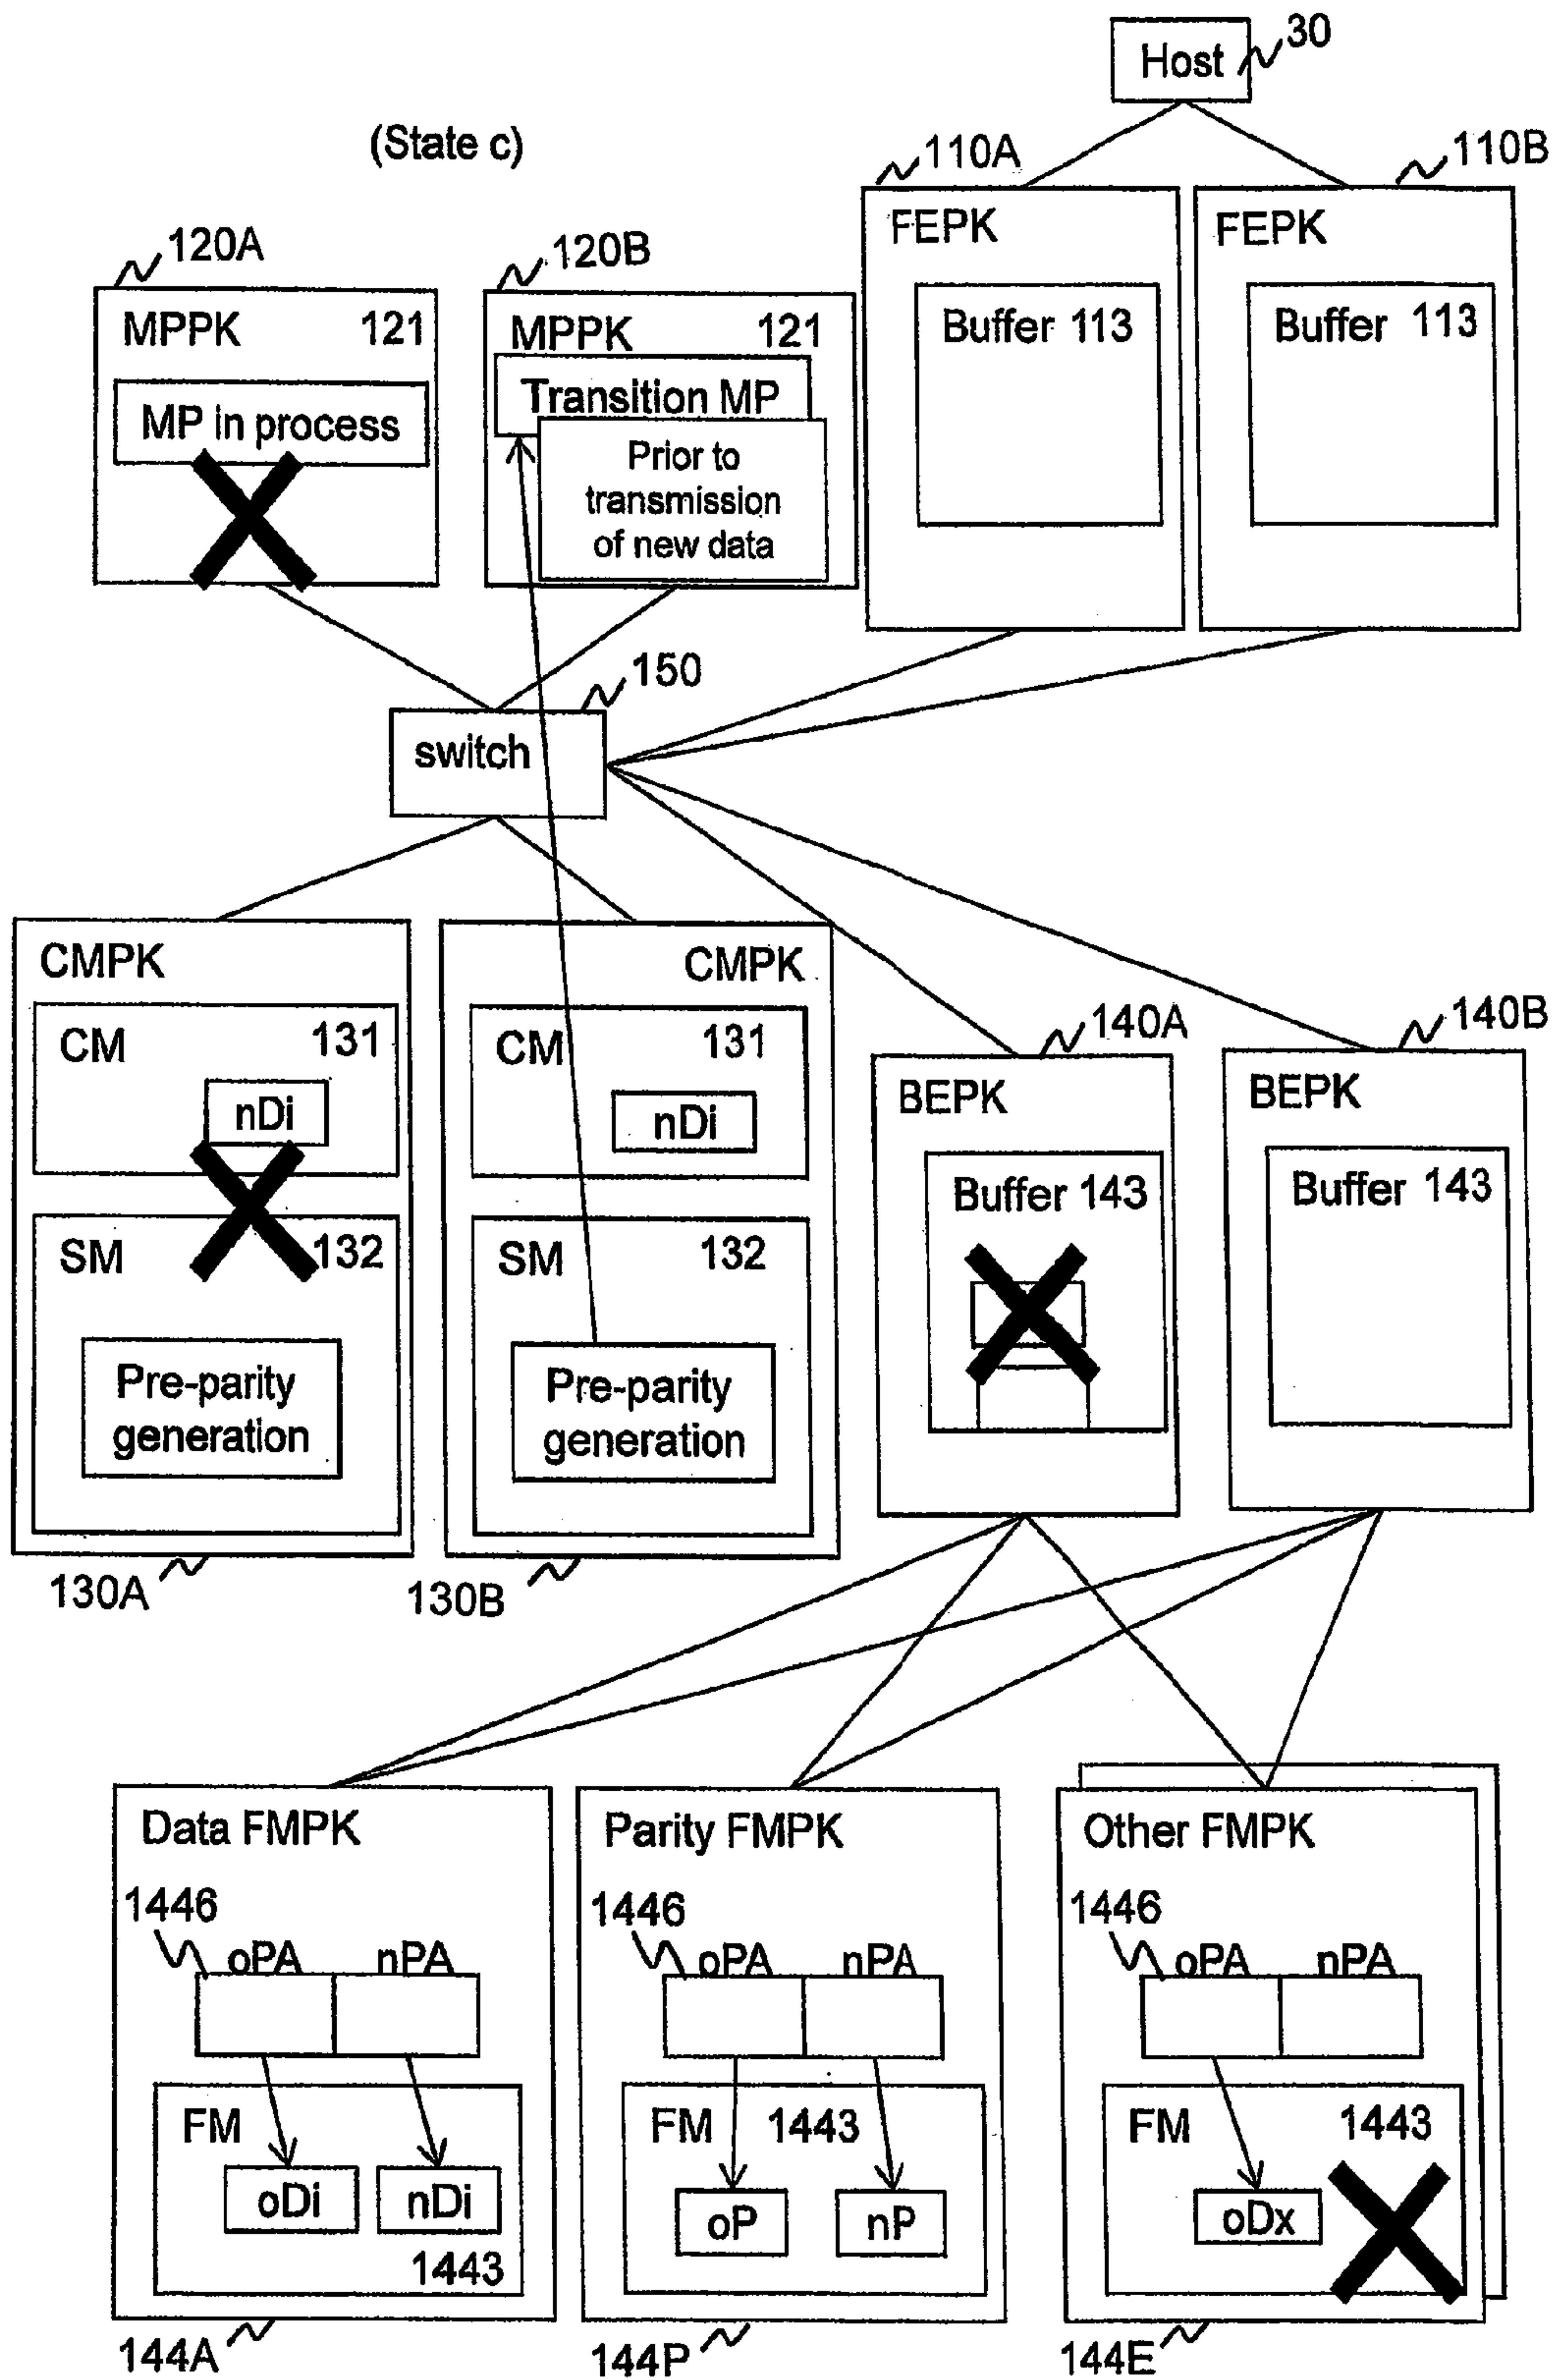 Host
30
(State c)
110A
110B
FEPK
Buffer 113
FEPK
Buffer 113
120A
120B
MPPK 121
MP in process
MPPK 121
Transition MP
Prior to
transmission
of new data
150
switch
CMPK
CM 131
nDi
SM 132
Pre-parity
generation
130A
CMPK
CM 131
nDi
SM 132
Pre-parity
generation
130B
140A
BEPK
Buffer 143
140B
BEPK
Buffer 143
Data FMPK
1446
oPA nPA
FM
oDi nDi
1443
144A
Parity FMPK
1446
oPA nPA
FM 1443
oP nP
144P
Other FMPK
1446
oPA nPA
FM 1443
oDx
144E